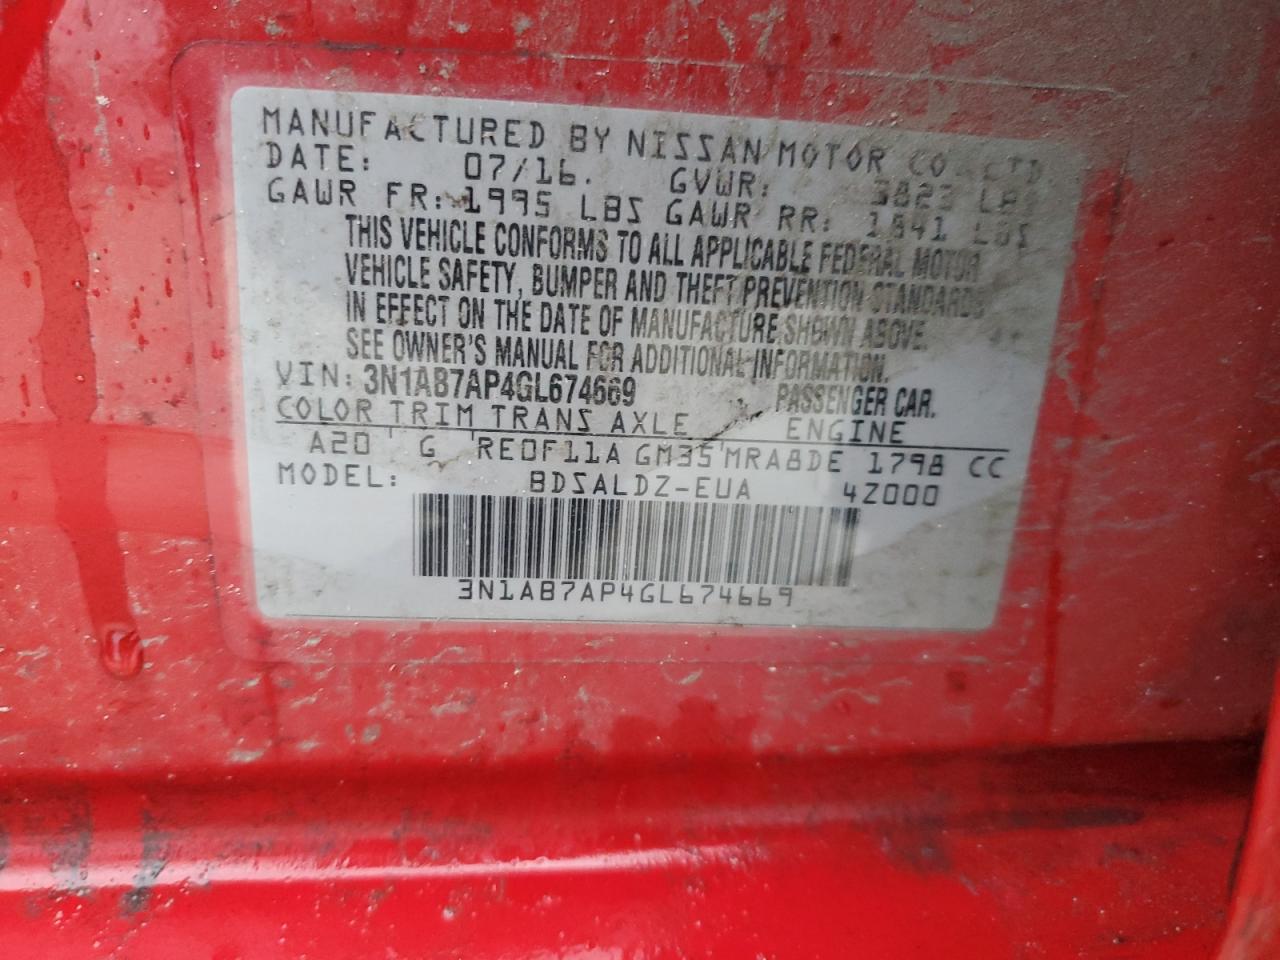 MANUFACTURED BY NISSAN MOTOR CO. LTD
DATE: 07/16. GVWR: 3823 LBS
GAWR FR: 1995 LBS GAWR RR: 1841 LBS
THIS VEHICLE CONFORMS TO ALL APPLICABLE FEDERAL MOTOR
VEHICLE SAFETY, BUMPER AND THEFT PREVENTION STANDARDS
IN EFFECT ON THE DATE OF MANUFACTURE SHOWN ABOVE.
SEE OWNER'S MANUAL FOR ADDITIONAL INFORMATION.
VIN: 3N1AB7AP4GL674669 PASSENGER CAR.
COLOR TRIM TRANS AXLE ENGINE
A20 G RE0F11A GM35 MRA8DE 1798 CC
MODEL: BDSALDZ-EUA 4Z000
3N1AB7AP4GL674669